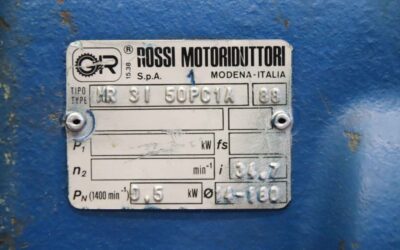 GR ® ROSSI MOTORIDUTTORI
15.38 S.p.A. 1 MODENA-ITALIA
TIPO TYPE MR 3I 50PC1A 88
P₁ kW fs
n₂ min⁻¹ i 34,7
Pₙ (1400 min⁻¹) 0,5 kW Ø 14-160